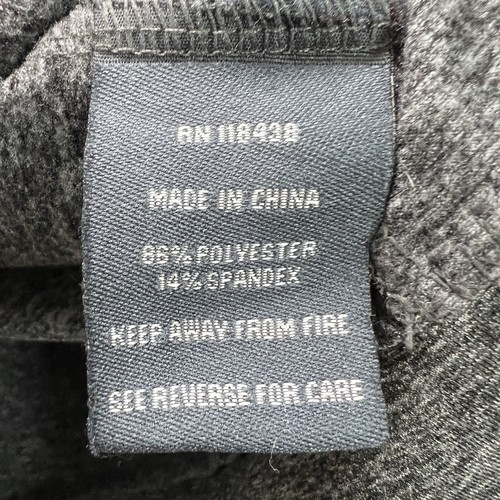 RN 118438
MADE IN CHINA
86% POLYESTER
14% SPANDEX
KEEP AWAY FROM FIRE
SEE REVERSE FOR CARE